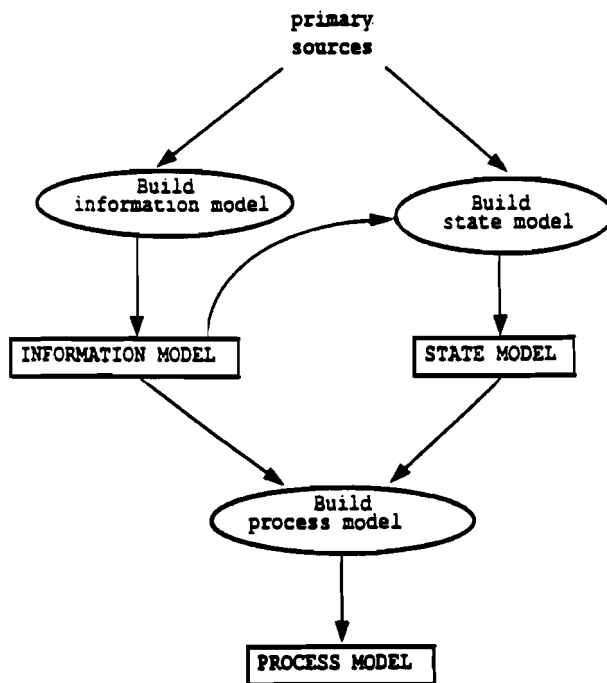 primary
sources
Build
information model
Build
state model
INFORMATION MODEL
STATE MODEL
Build
process model
PROCESS MODEL